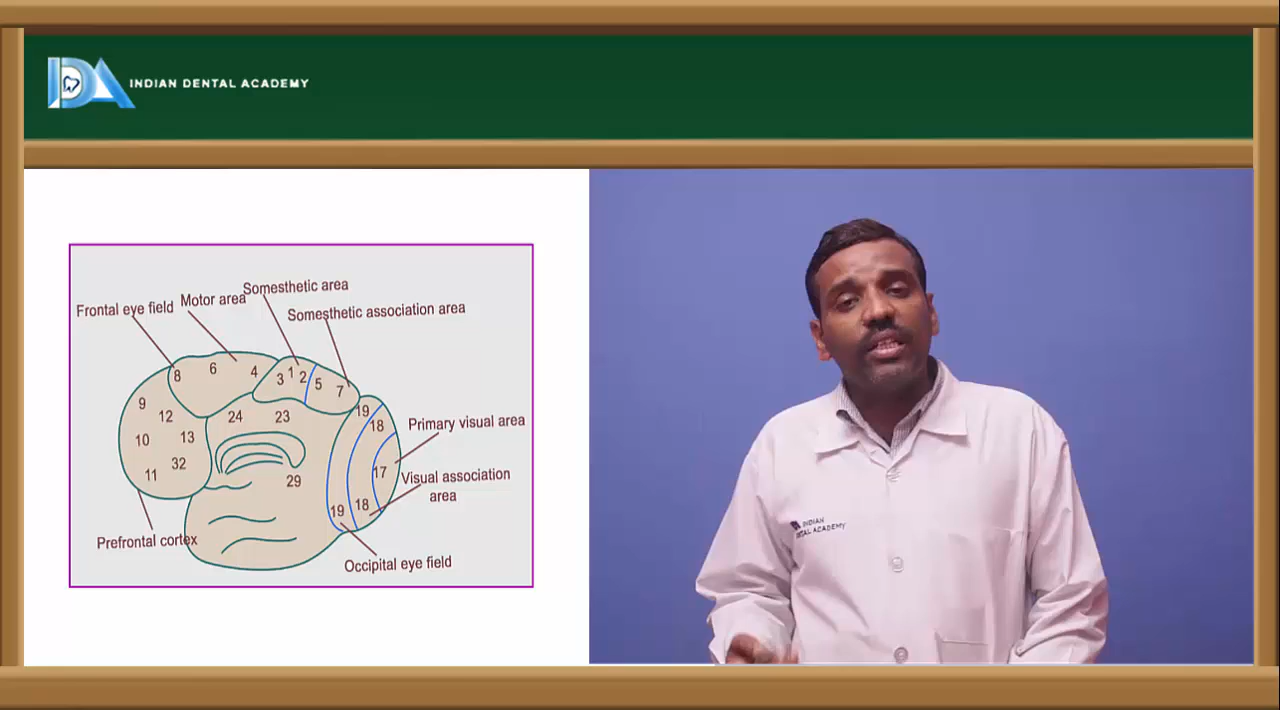 IDA INDIAN DENTAL ACADEMY
Somesthetic area
Frontal eye field Motor area
Somesthetic association area
8 6 4 3 1 2 5 7
9 12 24 23 19 18
10 13 Primary visual area
11 32 29 17
Visual association
area
19 18
Prefrontal cortex
Occipital eye field
INDIAN
DENTAL ACADEMY